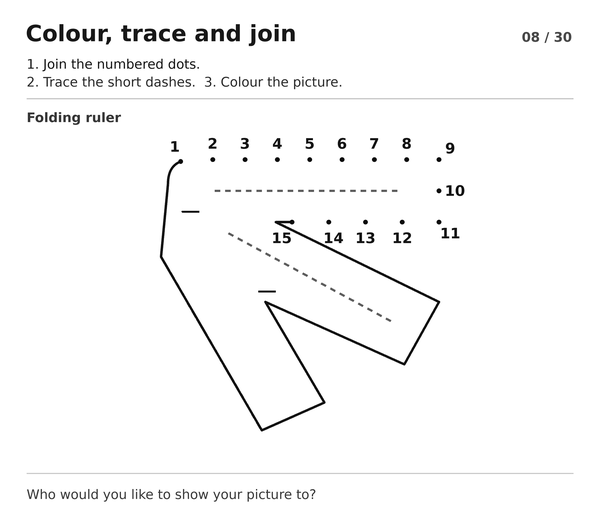 Colour, trace and join
08 / 30
1. Join the numbered dots.
2. Trace the short dashes.  3. Colour the picture.
Folding ruler
1 2 3 4 5 6 7 8 9
10
15 14 13 12 11
Who would you like to show your picture to?